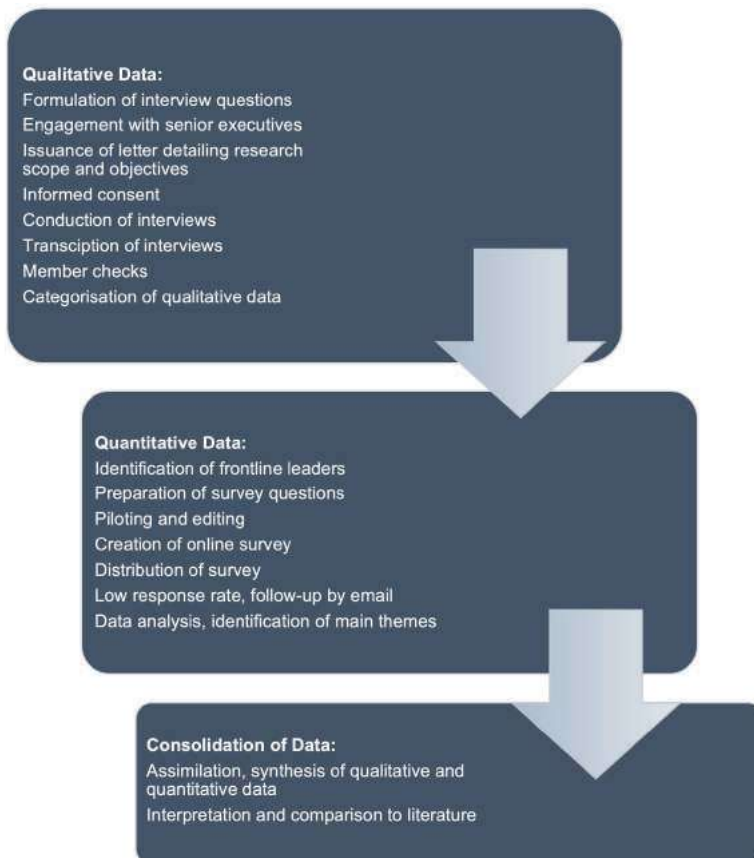 Qualitative Data:
Formulation of interview questions
Engagement with senior executives
Issuance of letter detailing research
scope and objectives
Informed consent
Conduction of interviews
Transciption of interviews
Member checks
Categorisation of qualitative data
Quantitative Data:
Identification of frontline leaders
Preparation of survey questions
Piloting and editing
Creation of online survey
Distribution of survey
Low response rate, follow-up by email
Data analysis, identification of main themes
Consolidation of Data:
Assimilation, synthesis of qualitative and
quantitative data
Interpretation and comparison to literature